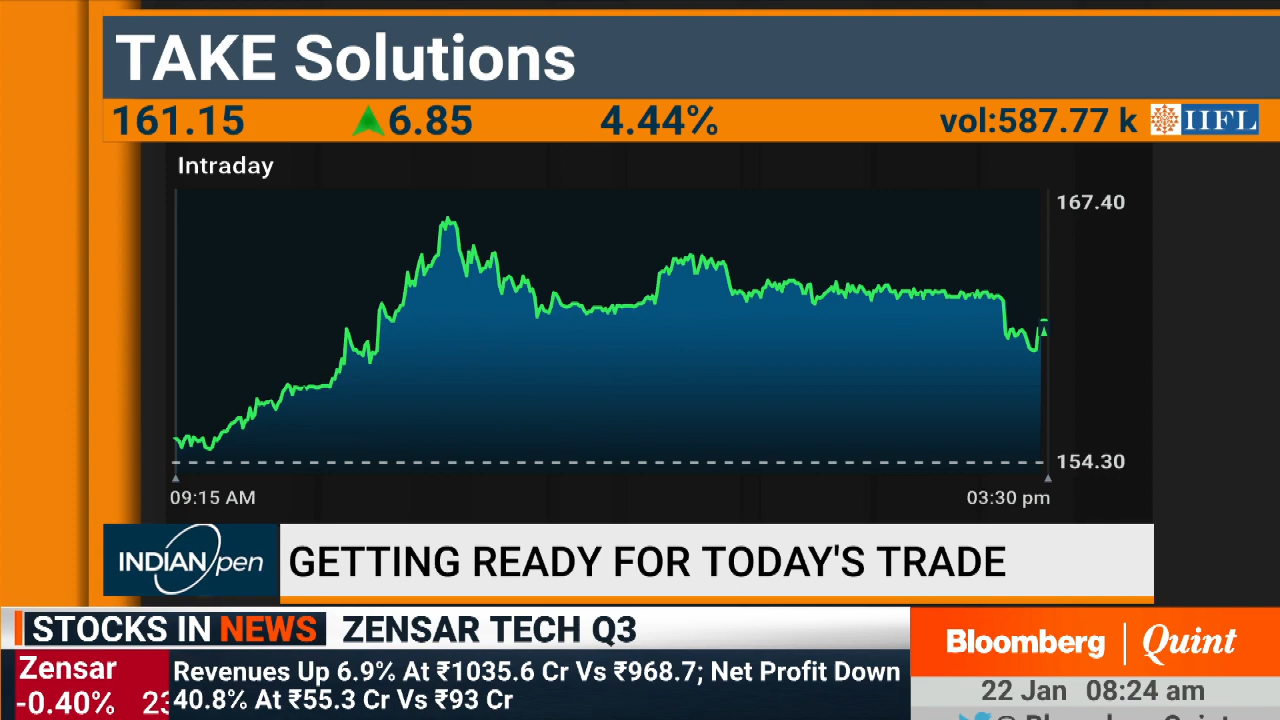 TAKE Solutions
161.15 6.85 4.44% vol:587.77 k IIFL
Intraday
167.40
154.30
09:15 AM 03:30 pm
INDIAN Open GETTING READY FOR TODAY'S TRADE
STOCKS IN NEWS ZENSAR TECH Q3
Zensar
-0.40%
Revenues Up 6.9% At ₹1035.6 Cr Vs ₹968.7; Net Profit Down
40.8% At ₹55.3 Cr Vs ₹93 Cr
Bloomberg | Quint
22 Jan 08:24 am